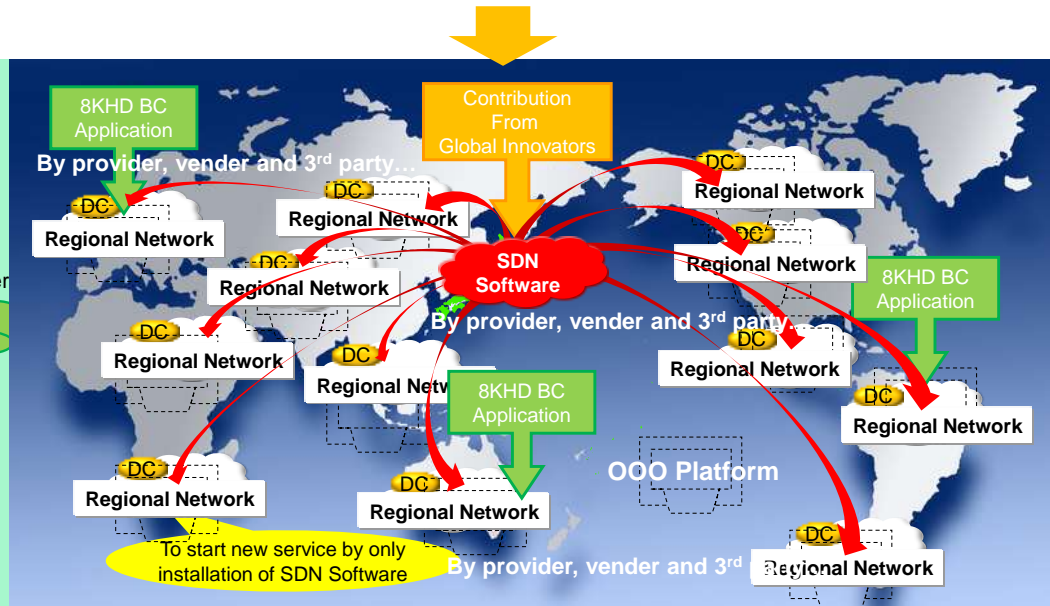 8KHD BC
Application
Contribution
From
Global Innovators
By provider, vender and 3rd party…
DC
Regional Network
DC
Regional Network
DC
Regional Network
DC
Regional Network
DC
Regional Network
SDN
Software
8KHD BC
Application
er
By provider, vender and 3rd party…
DC
Regional Network
DC
Regional Netw
DC
Regional Network
8KHD BC
Application
DC
Regional Network
OOO Platform
DC
Regional Network
DC
Regional Network
DC
Regional Network
To start new service by only
installation of SDN Software
By provider, vender and 3rd